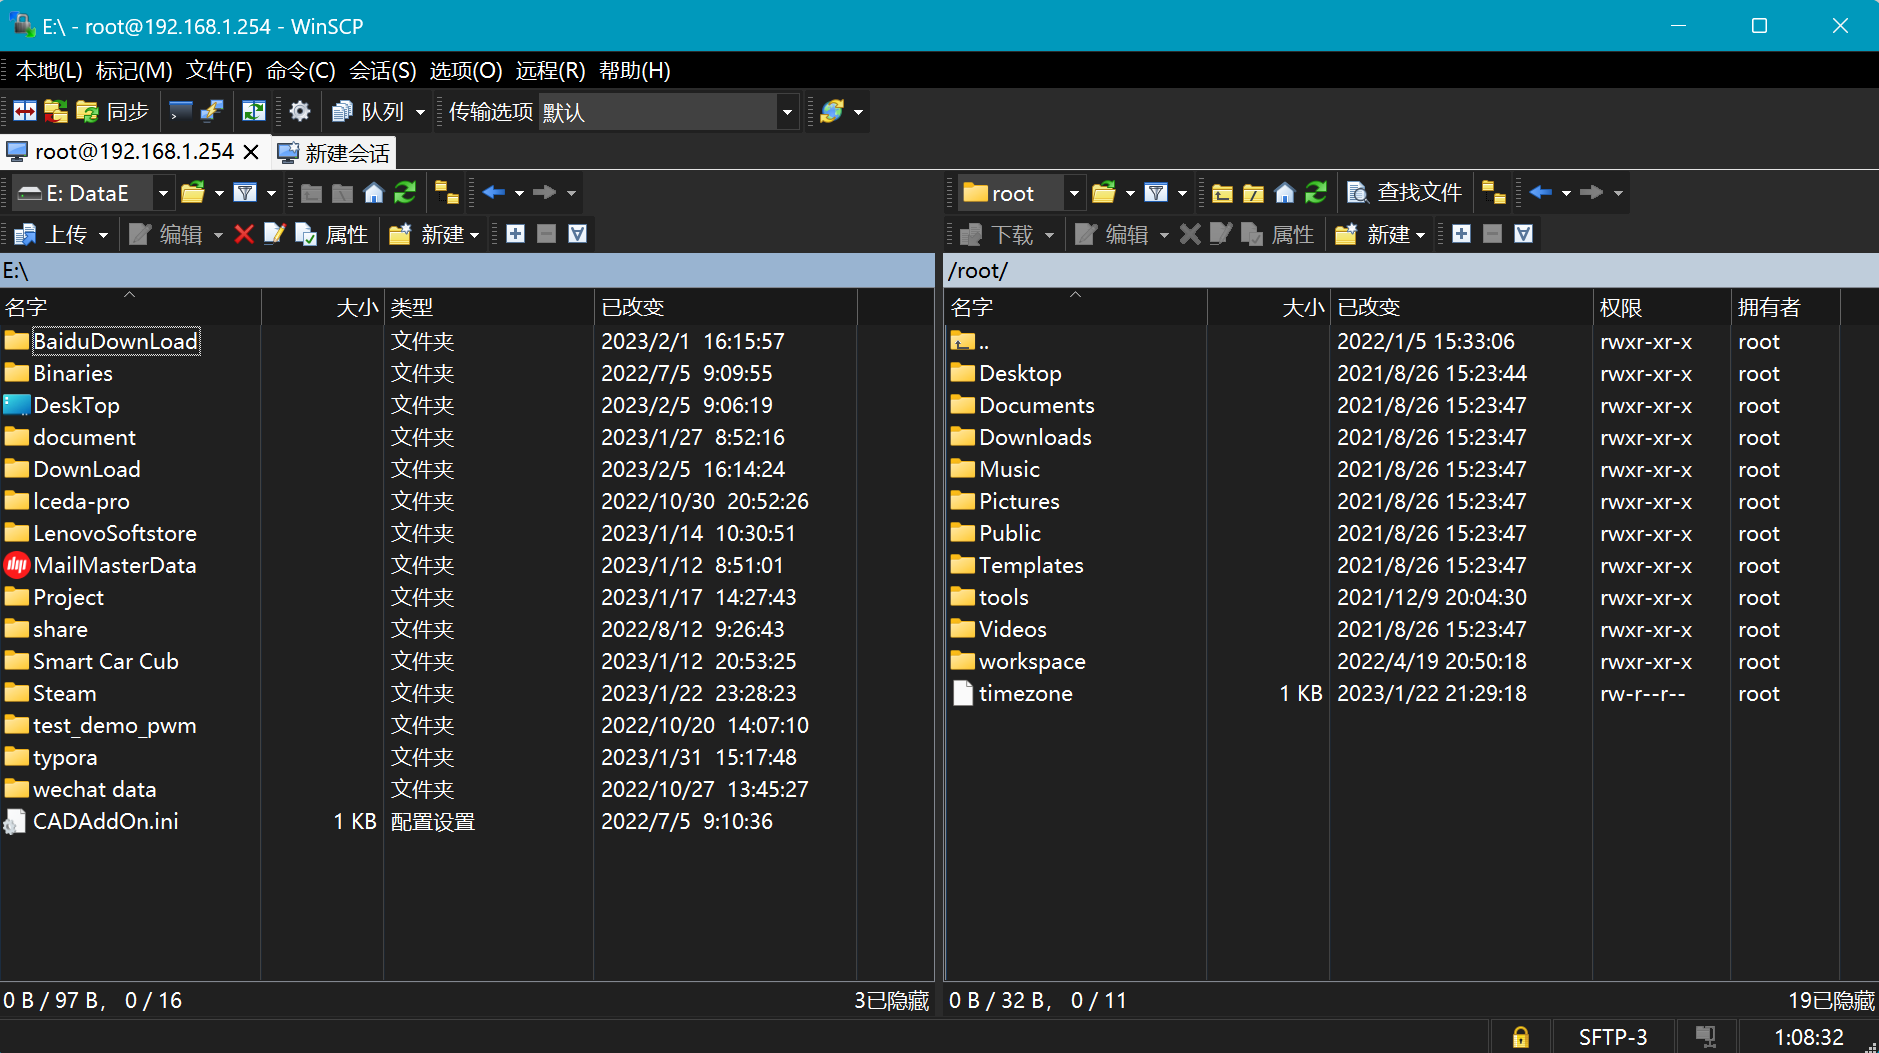 E:\ - root@192.168.1.254 - WinSCP
本地(L) 标记(M) 文件(F) 命令(C) 会话(S) 选项(O) 远程(R) 帮助(H)
同步 队列 传输选项 默认
root@192.168.1.254 新建会话
E: DataE
上传 编辑 属性 新建
E:\
名字 大小 类型 已改变
BaiduDownLoad 文件夹 2023/2/1 16:15:57
Binaries 文件夹 2022/7/5 9:09:55
DeskTop 文件夹 2023/2/5 9:06:19
document 文件夹 2023/1/27 8:52:16
DownLoad 文件夹 2023/2/5 16:14:24
lceda-pro 文件夹 2022/10/30 20:52:26
LenovoSoftstore 文件夹 2023/1/14 10:30:51
MailMasterData 文件夹 2023/1/12 8:51:01
Project 文件夹 2023/1/17 14:27:43
share 文件夹 2022/8/12 9:26:43
Smart Car Cub 文件夹 2023/1/12 20:53:25
Steam 文件夹 2023/1/22 23:28:23
test_demo_pwm 文件夹 2022/10/20 14:07:10
typora 文件夹 2023/1/31 15:17:48
wechat data 文件夹 2022/10/27 13:45:27
CADAddOn.ini 1 KB 配置设置 2022/7/5 9:10:36
0 B / 97 B， 0 / 16 3已隐藏
root 查找文件
下载 编辑 属性 新建
/root/
名字 大小 已改变 权限 拥有者
.. 2022/1/5 15:33:06 rwxr-xr-x root
Desktop 2021/8/26 15:23:44 rwxr-xr-x root
Documents 2021/8/26 15:23:47 rwxr-xr-x root
Downloads 2021/8/26 15:23:47 rwxr-xr-x root
Music 2021/8/26 15:23:47 rwxr-xr-x root
Pictures 2021/8/26 15:23:47 rwxr-xr-x root
Public 2021/8/26 15:23:47 rwxr-xr-x root
Templates 2021/8/26 15:23:47 rwxr-xr-x root
tools 2021/12/9 20:04:30 rwxr-xr-x root
Videos 2021/8/26 15:23:47 rwxr-xr-x root
workspace 2022/4/19 20:50:18 rwxr-xr-x root
timezone 1 KB 2023/1/22 21:29:18 rw-r--r-- root
0 B / 32 B， 0 / 11 19已隐藏
SFTP-3 1:08:32